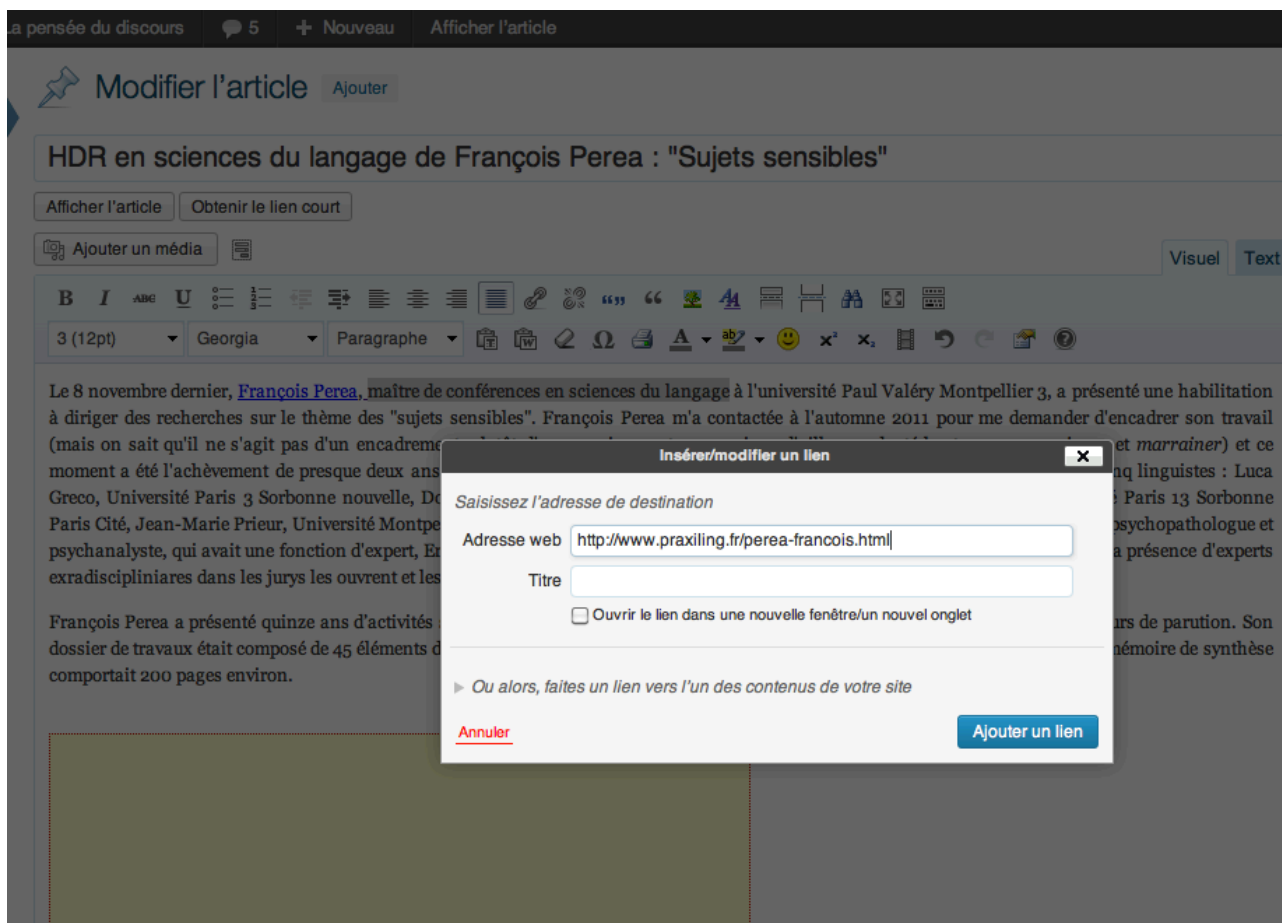 La pensée du discours 5 + Nouveau Afficher l'article
Modifier l'article Ajouter
HDR en sciences du langage de François Perea : "Sujets sensibles"
Afficher l'article Obtenir le lien court
Ajouter un média
Visuel Text
B I ABC U
3 (12pt) Georgia Paragraphe
Le 8 novembre dernier, François Perea, maître de conférences en sciences du langage à l'université Paul Valéry Montpellier 3, a présenté une habilitation
à diriger des recherches sur le thème des "sujets sensibles". François Perea m'a contactée à l'automne 2011 pour me demander d'encadrer son travail
(mais on sait qu'il ne s'agit pas d'un et marrainer) et ce
moment a été l'achèvement de presque deux ans linguistes : Luca
Greco, Université Paris 3 Sorbonne nouvelle, Paris 13 Sorbonne
Paris Cité, Jean-Marie Prieur, Université psychopathologue et
psychanalyste, qui avait une fonction d'expert, présence d'experts
exradiscipliniares dans les jurys les ouvrent et les
François Perea a présenté quinze ans d'activités de parution. Son
dossier de travaux était composé de 45 éléments mémoire de synthèse
comportait 200 pages environ.
Insérer/modifier un lien
Saisissez l'adresse de destination
Adresse web http://www.praxiling.fr/perea-francois.html
Titre
Ouvrir le lien dans une nouvelle fenêtre/un nouvel onglet
Ou alors, faites un lien vers l'un des contenus de votre site
Annuler Ajouter un lien